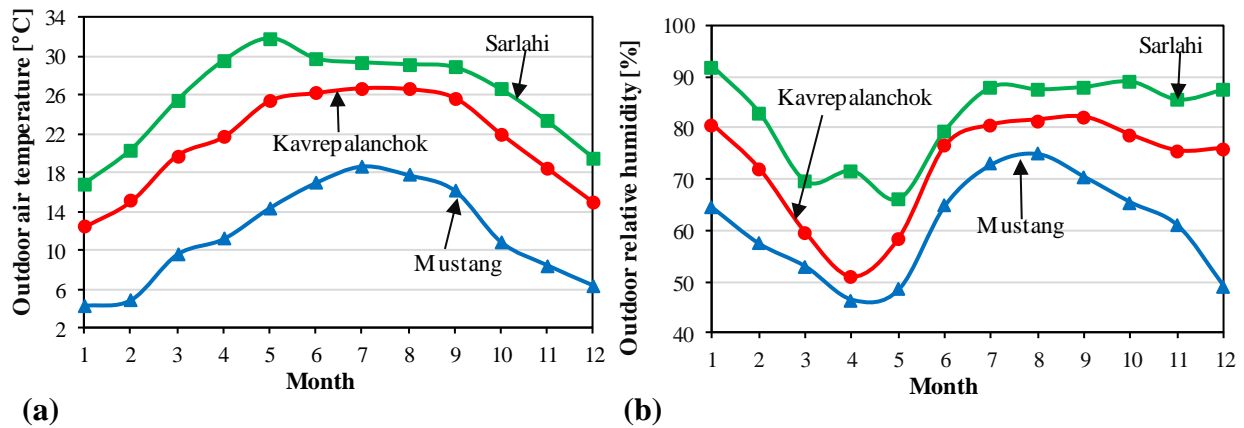 Outdoor air temperature [°C]
34
30
26
22
18
14
10
6
2
Sarlahi
Kavrepalanchok
Mustang
1 2 3 4 5 6 7 8 9 10 11 12
Month
(a)
Outdoor relative humidity [%]
100
90
80
70
60
50
40
Sarlahi
Kavrepalanchok
Mustang
1 2 3 4 5 6 7 8 9 10 11 12
Month
(b)